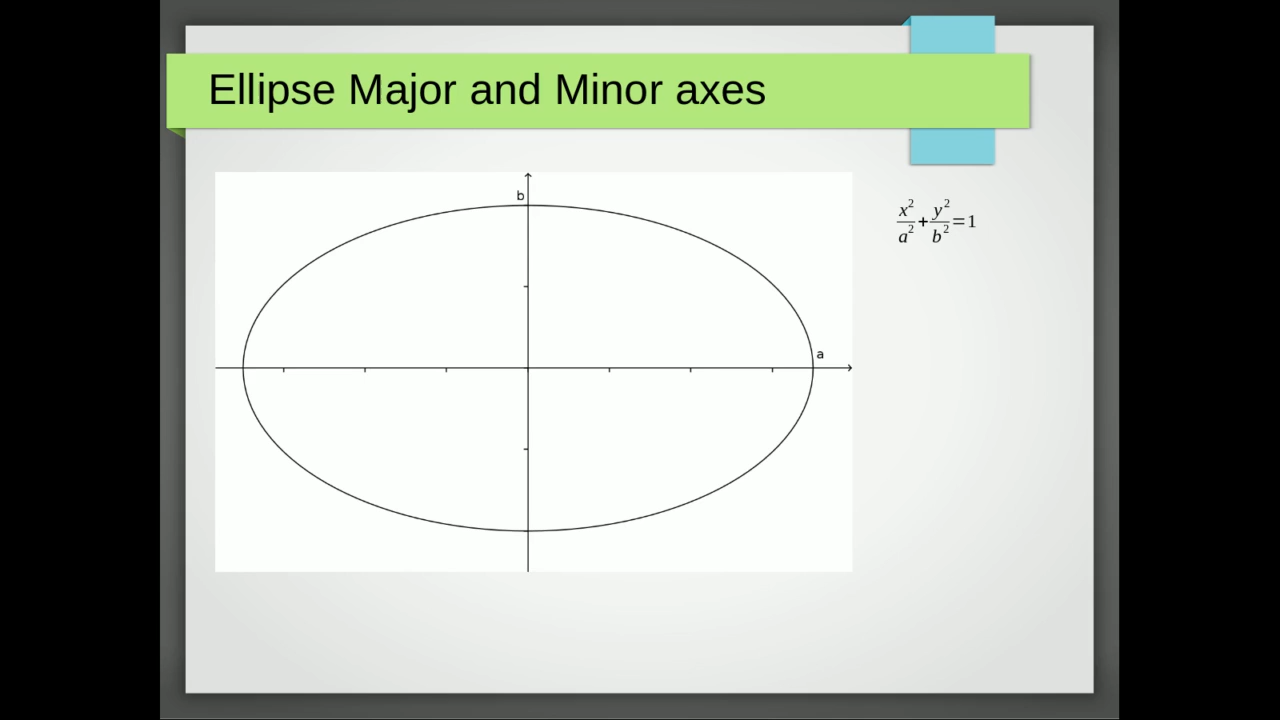 Ellipse Major and Minor axes
b
a
x²/a² + y²/b² = 1